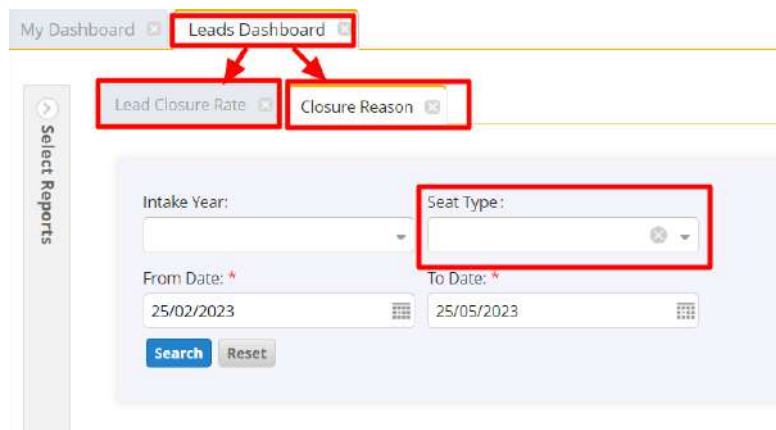 My Dashboard Leads Dashboard
Lead Closure Rate Closure Reason
Select Reports
Intake Year: Seat Type:
From Date: * To Date: *
25/02/2023 25/05/2023
Search Reset